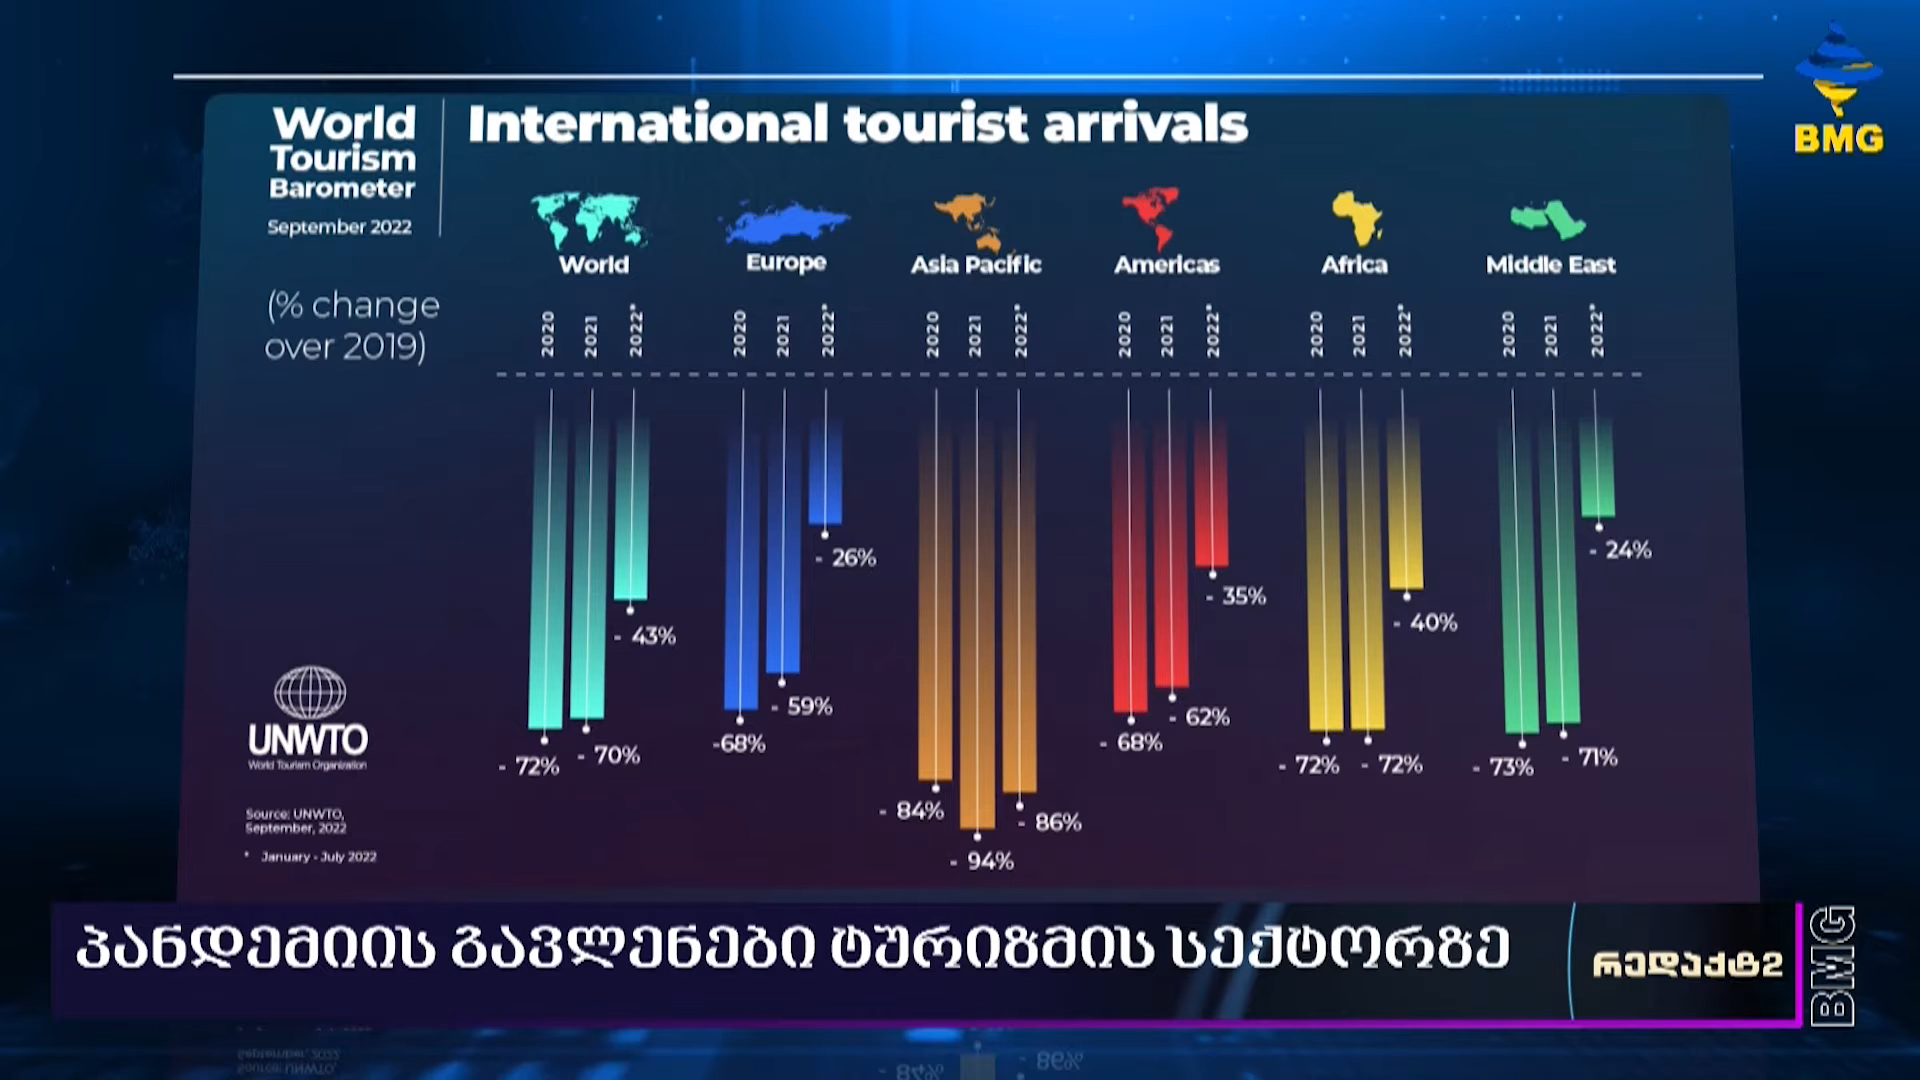 BMG
World
Tourism
Barometer
September 2022
International tourist arrivals
(% change
over 2019)
World
Europe
Asia Pacific
Americas
Africa
Middle East
2020 2021 2022*
2020 2021 2022*
2020 2021 2022*
2020 2021 2022*
2020 2021 2022*
2020 2021 2022*
- 72% - 70% - 43%
-68% - 59% - 26%
- 84% - 94% - 86%
- 68% - 62% - 35%
- 72% - 72% - 40%
- 73% - 71% - 24%
UNWTO
World Tourism Organization
Source: UNWTO,
September, 2022
* January - July 2022
პანდემიის გავლენები ტურიზმის სექტორზე
რედაქტ2
BMG